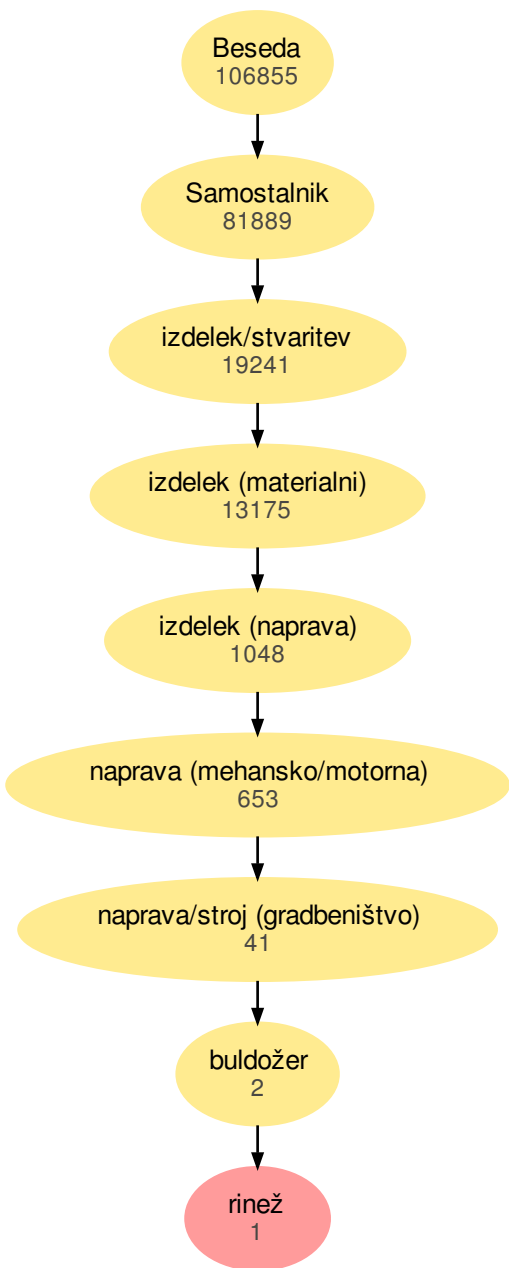 Beseda
106855
Samostalnik
81889
izdelek/stvaritev
19241
izdelek (materialni)
13175
izdelek (naprava)
1048
naprava (mehansko/motorna)
653
naprava/stroj (gradbeništvo)
41
buldožer
2
rinež
1